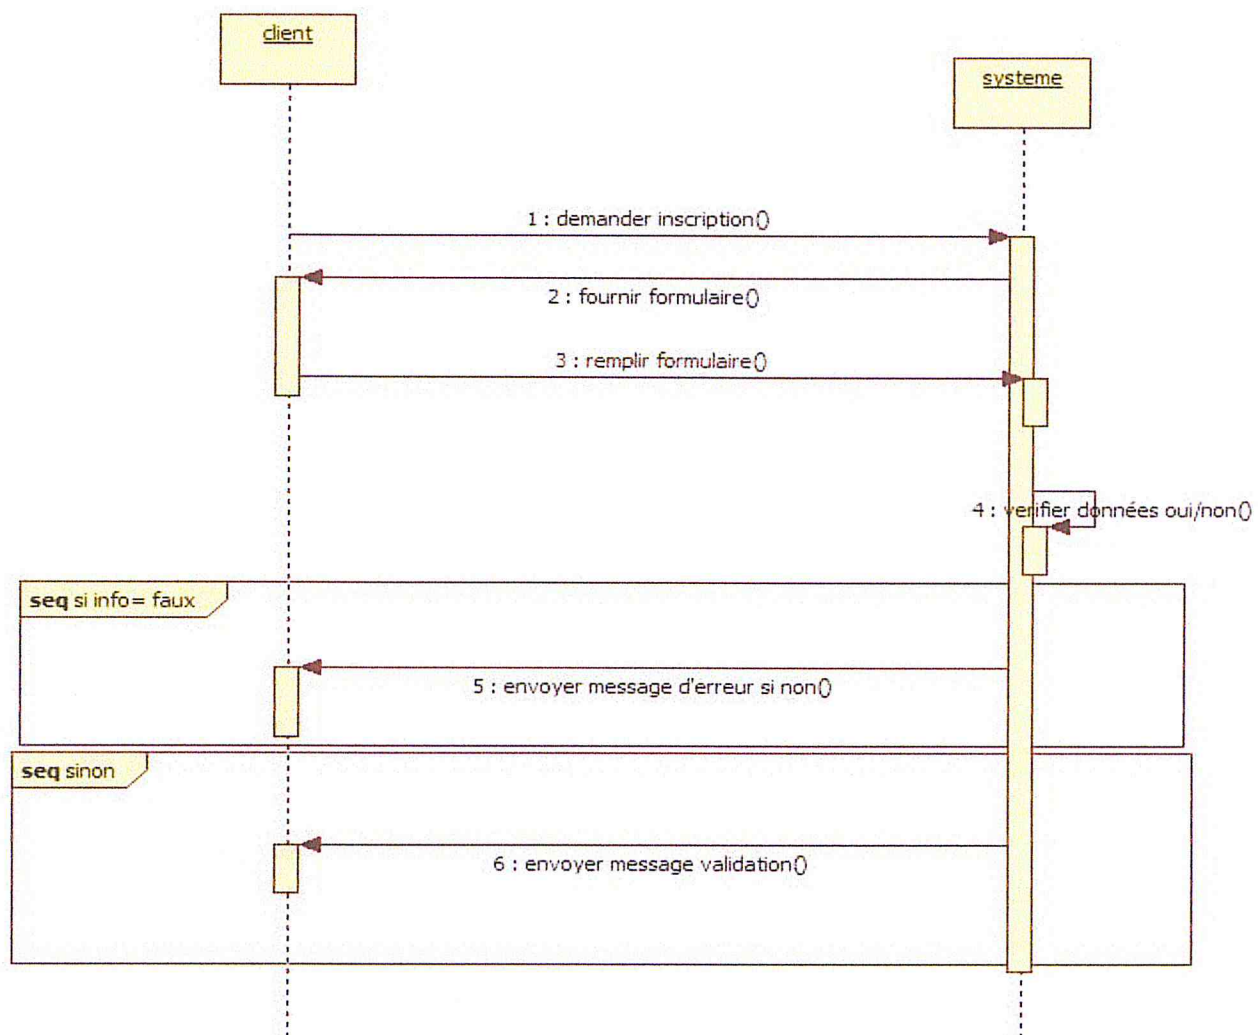 client
systeme
1 : demander inscription()
2 : fournir formulaire()
3 : remplir formulaire()
4 : verifier données oui/non()
seq si info= faux
5 : envoyer message d'erreur si non()
seq sinon
6 : envoyer message validation()